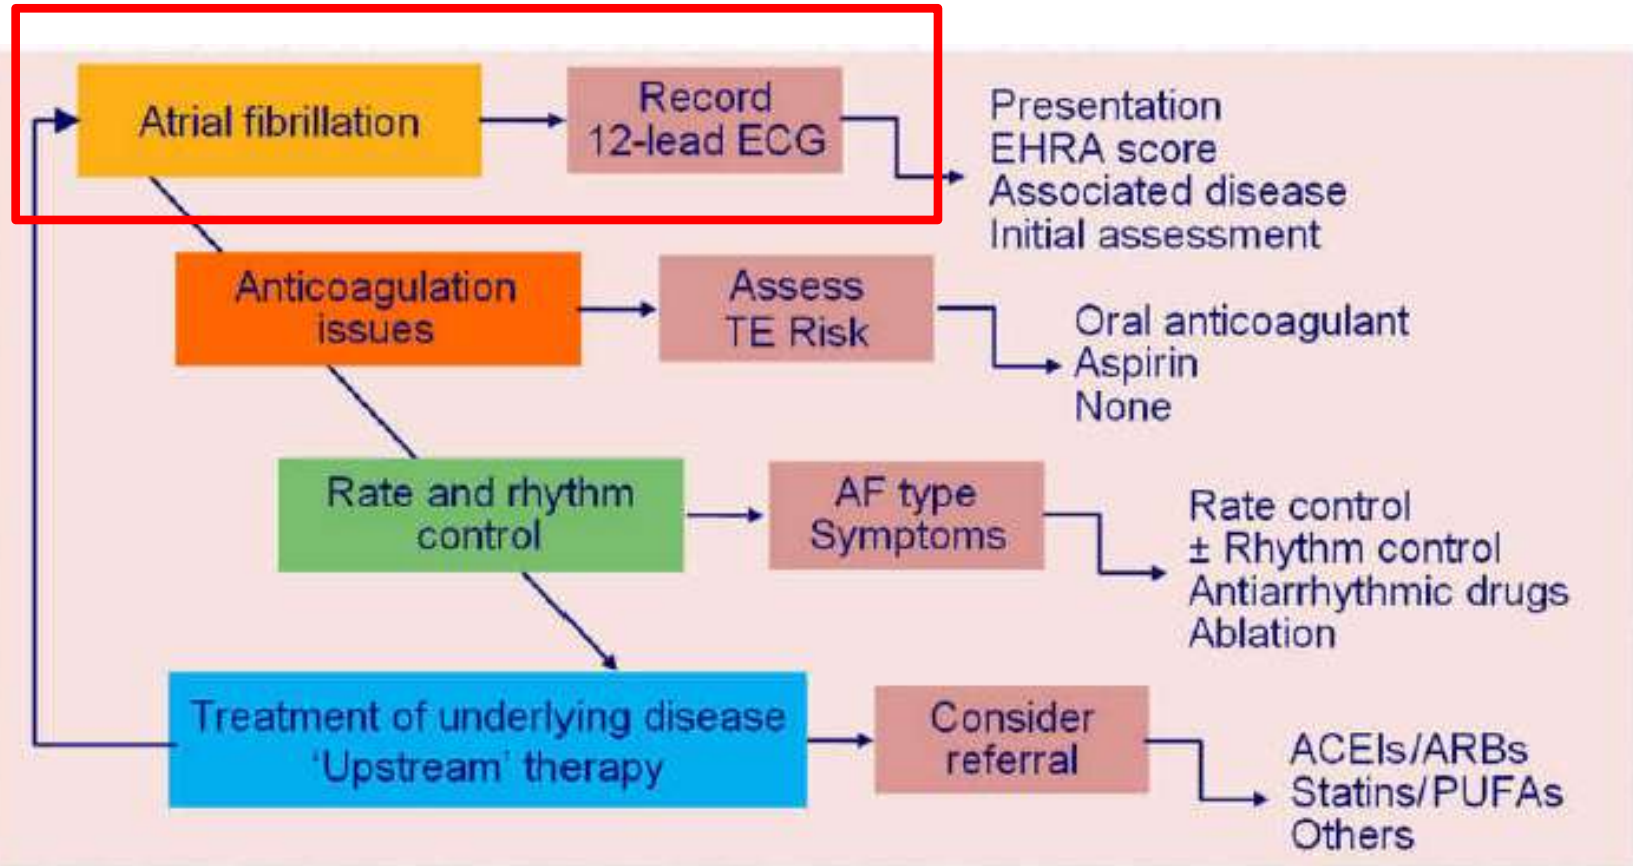 Atrial fibrillation
Record
12-lead ECG
Presentation
EHRA score
Associated disease
Initial assessment
Anticoagulation
issues
Assess
TE Risk
Oral anticoagulant
Aspirin
None
Rate and rhythm
control
AF type
Symptoms
Rate control
± Rhythm control
Antiarrhythmic drugs
Ablation
Treatment of underlying disease
'Upstream' therapy
Consider
referral
ACEIs/ARBs
Statins/PUFAs
Others